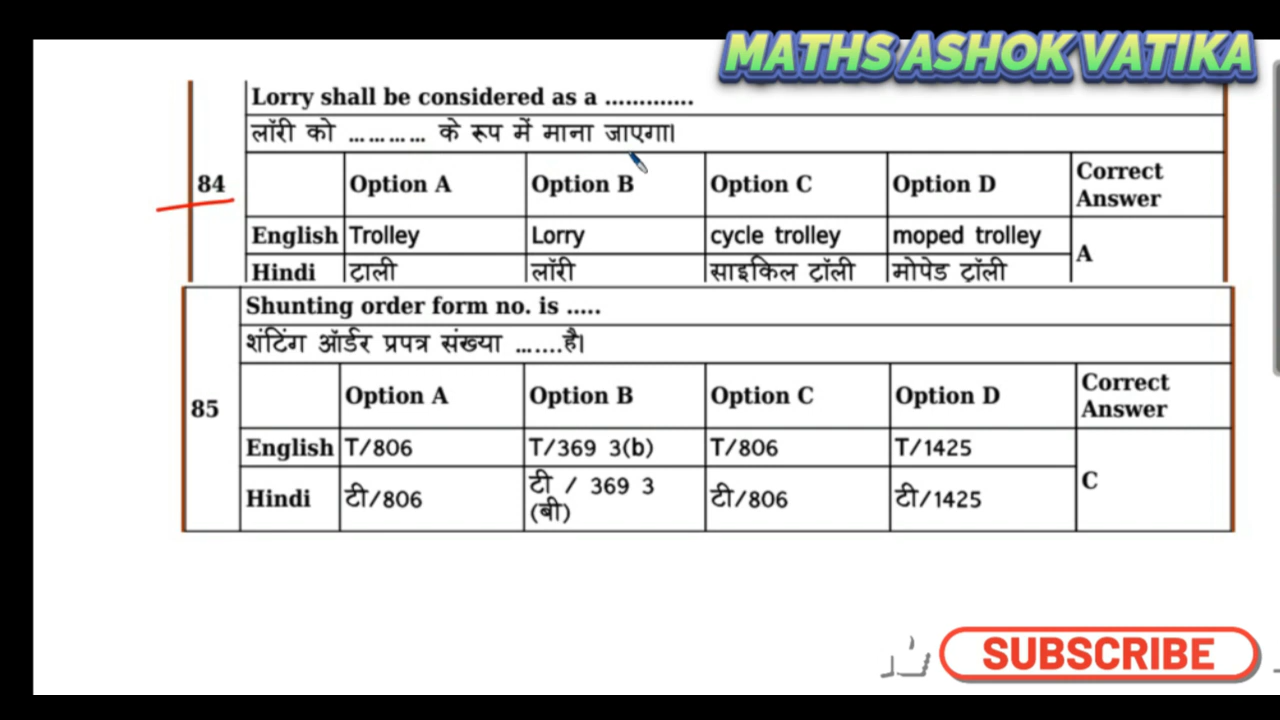 MATHS ASHOK VATIKA
Lorry shall be considered as a .............
लॉरी को ............ के रूप में माना जाएगा।
84
Option A Option B Option C Option D Correct Answer
English Trolley Lorry cycle trolley moped trolley A
Hindi ट्राली लॉरी साइकिल ट्रॉली मोपेड ट्रॉली
Shunting order form no. is .....
शंटिंग ऑर्डर प्रपत्र संख्या .......है।
85
Option A Option B Option C Option D Correct Answer
English T/806 T/369 3(b) T/806 T/1425 C
Hindi टी/806 टी / 369 3 (बी) टी/806 टी/1425
SUBSCRIBE